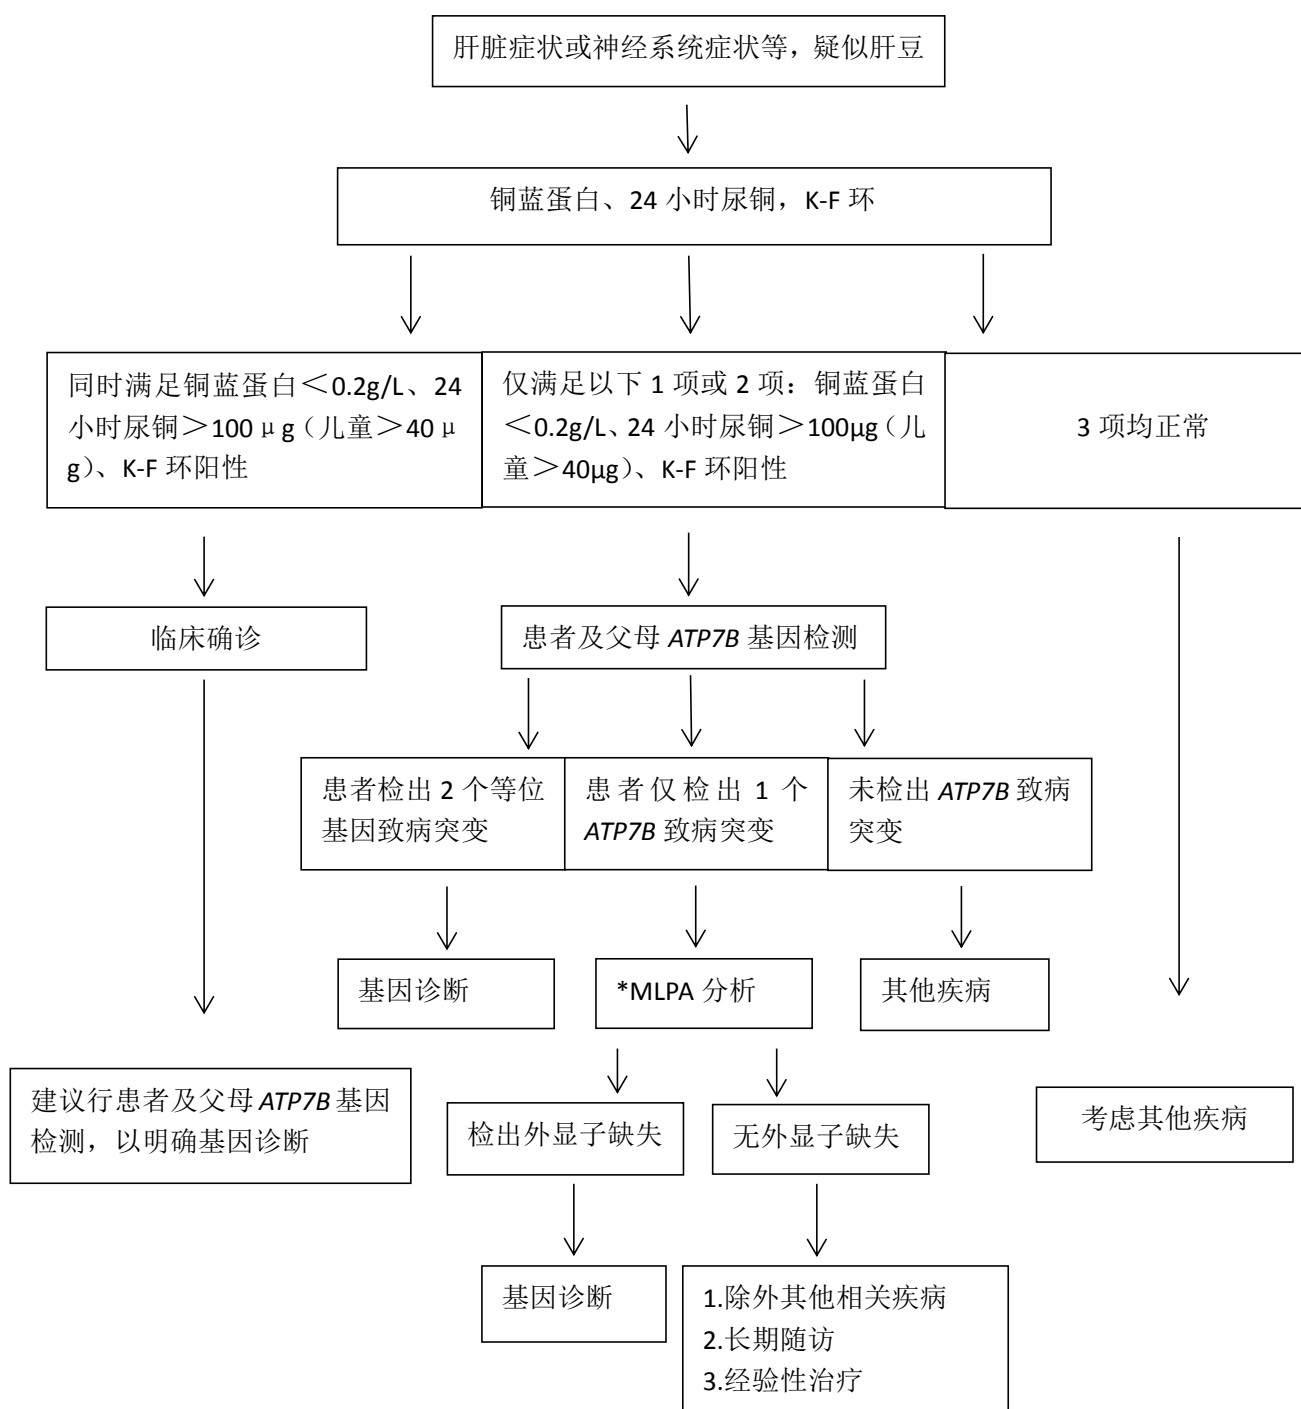 肝脏症状或神经系统症状等，疑似肝豆
铜蓝蛋白、24 小时尿铜，K-F 环
同时满足铜蓝蛋白＜0.2g/L、24
小时尿铜＞100μg（儿童＞40μ
g）、K-F 环阳性
仅满足以下 1 项或 2 项：铜蓝蛋白
＜0.2g/L、24 小时尿铜＞100μg（儿
童＞40μg）、K-F 环阳性
3 项均正常
临床确诊
患者及父母 ATP7B 基因检测
患者检出 2 个等位
基因致病突变
患者仅检出 1 个
ATP7B 致病突变
未检出 ATP7B 致病
突变
基因诊断
*MLPA 分析
其他疾病
建议行患者及父母 ATP7B 基因
检测，以明确基因诊断
检出外显子缺失
无外显子缺失
考虑其他疾病
基因诊断
1.除外其他相关疾病
2.长期随访
3.经验性治疗